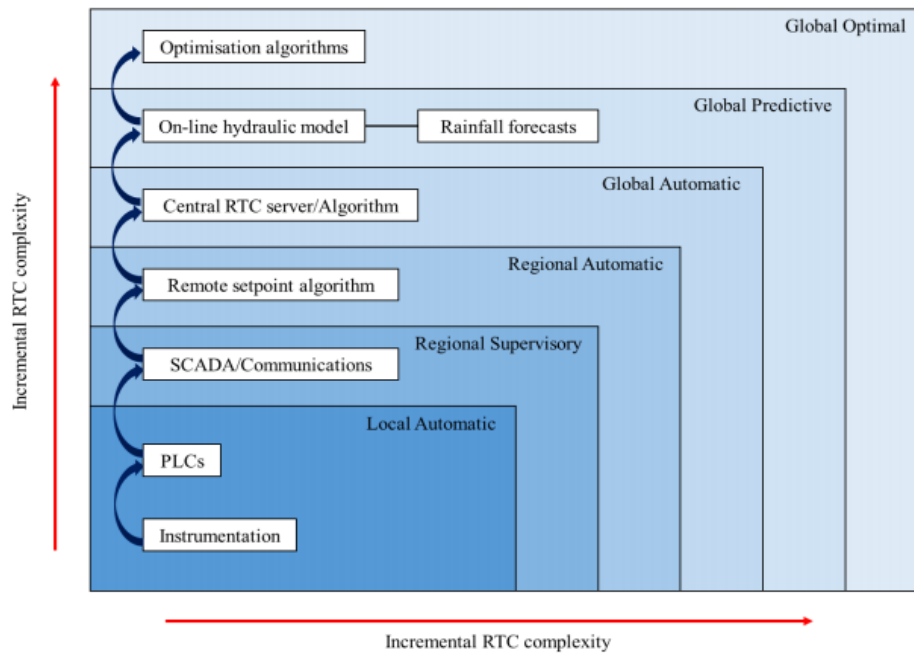 Global Optimal
Optimisation algorithms
Global Predictive
On-line hydraulic model
Rainfall forecasts
Global Automatic
Central RTC server/Algorithm
Regional Automatic
Remote setpoint algorithm
Regional Supervisory
SCADA/Communications
Local Automatic
PLCs
Instrumentation
Incremental RTC complexity
Incremental RTC complexity